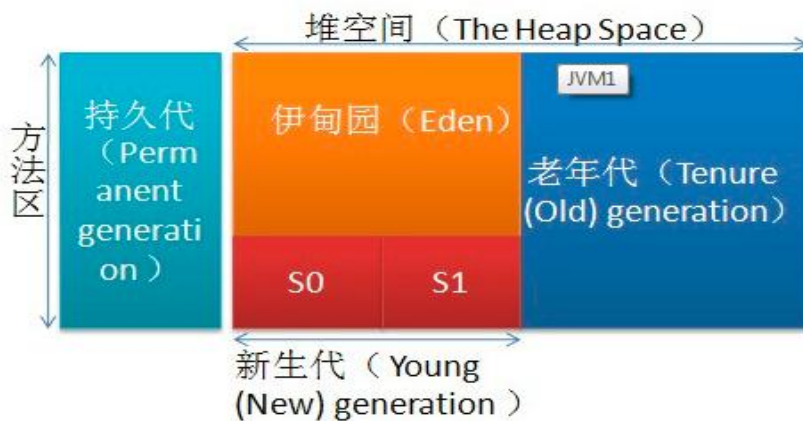 堆空间（The Heap Space）
方法区
持久代
（Perm
anent
generati
on ）
伊甸园（Eden）
JVM1
老年代（Tenure
(Old) generation）
S0
S1
新生代（ Young
(New) generation ）